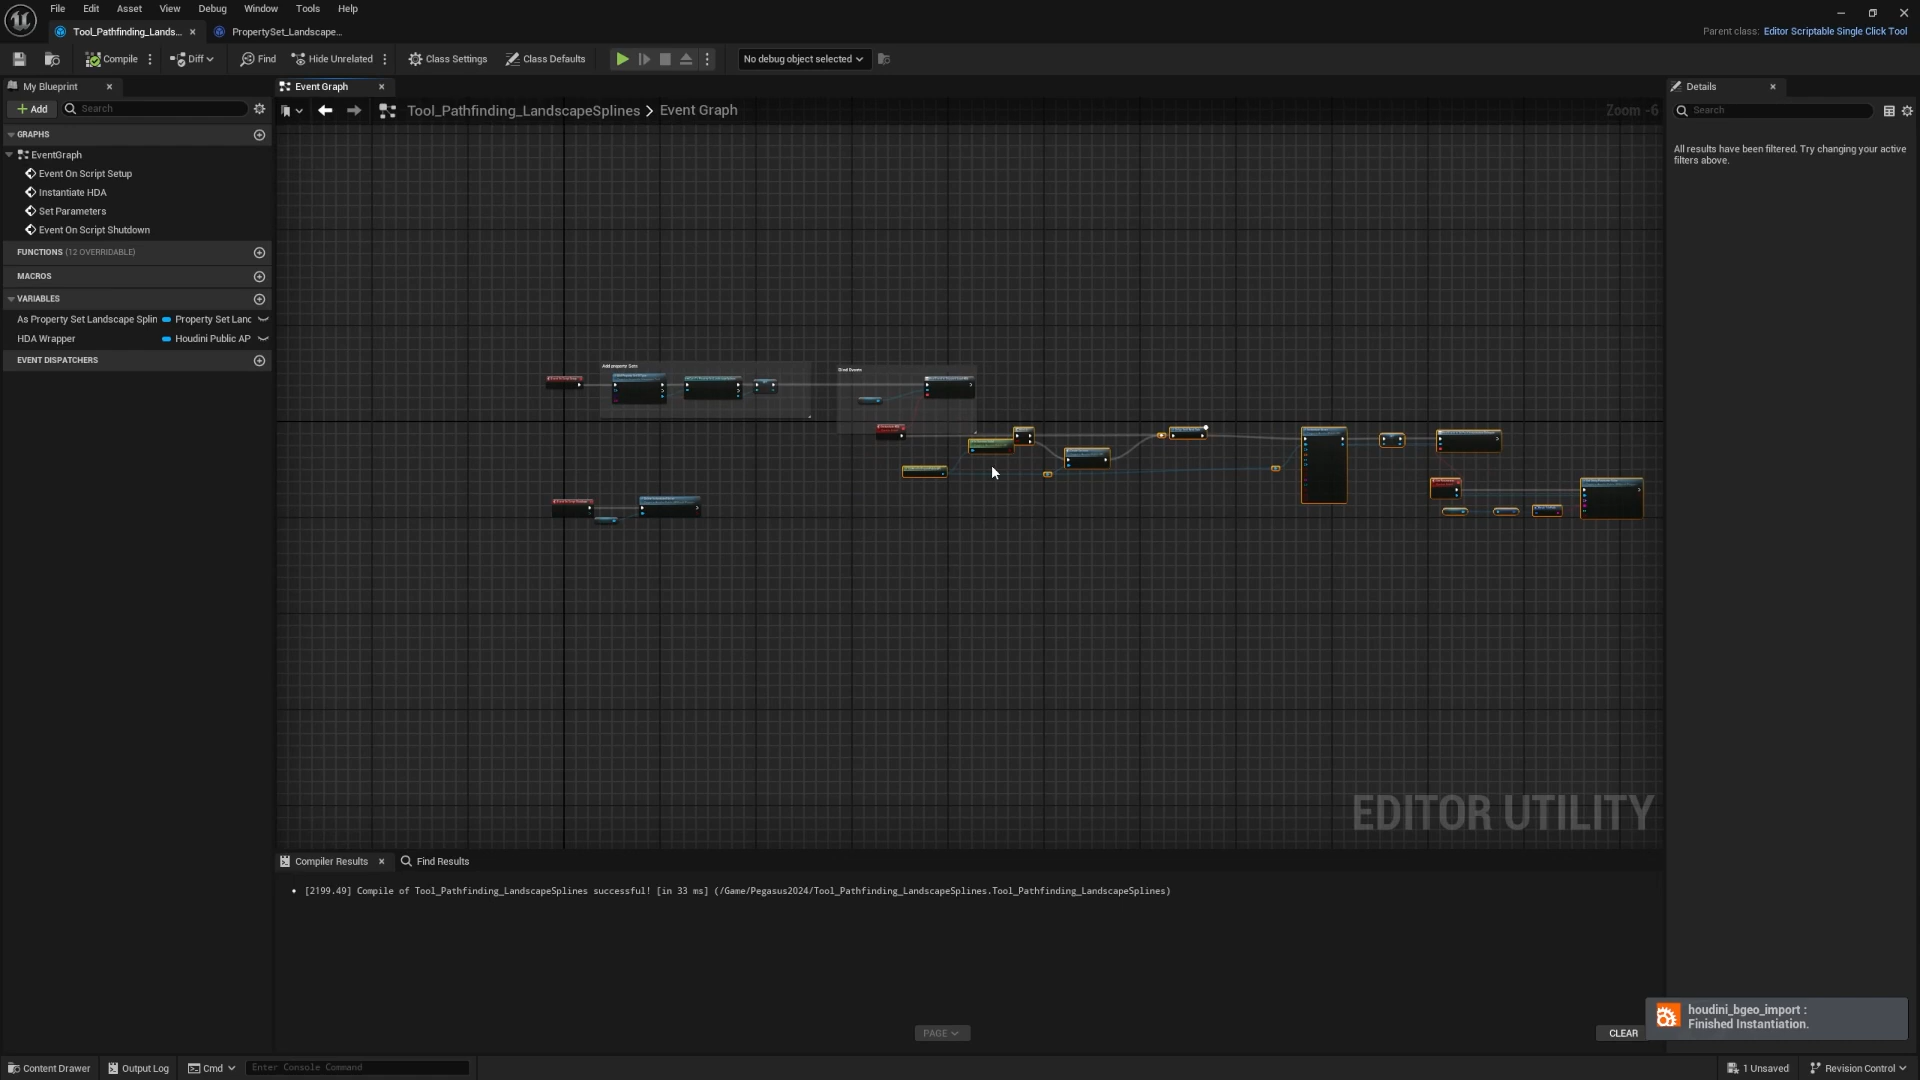 File Edit Asset View Debug Window Tools Help
Tool_Pathfinding_Lands... PropertySet_Landscape...
Parent class: Editor Scriptable Single Click Tool
Compile Diff Find Hide Unrelated Class Settings Class Defaults No debug object selected
My Blueprint
Event Graph
Details
Add Search
Tool_Pathfinding_LandscapeSplines > Event Graph
Zoom -6
Search
GRAPHS
EventGraph
Event On Script Setup
Instantiate HDA
Set Parameters
Event On Script Shutdown
FUNCTIONS (12 OVERRIDABLE)
MACROS
VARIABLES
As Property Set Landscape Splin Property Set Lanc
HDA Wrapper Houdini Public AP
EVENT DISPATCHERS
All results have been filtered. Try changing your active
filters above.
Add property Sets
EDITOR UTILITY
Compiler Results Find Results
• [2199.49] Compile of Tool_Pathfinding_LandscapeSplines successful! [in 33 ms] (/Game/Pegasus2024/Tool_Pathfinding_LandscapeSplines.Tool_Pathfinding_LandscapeSplines)
houdini_bgeo_import :
Finished Instantiation.
PAGE
CLEAR
Content Drawer Output Log Cmd Enter Console Command 1 Unsaved Revision Control